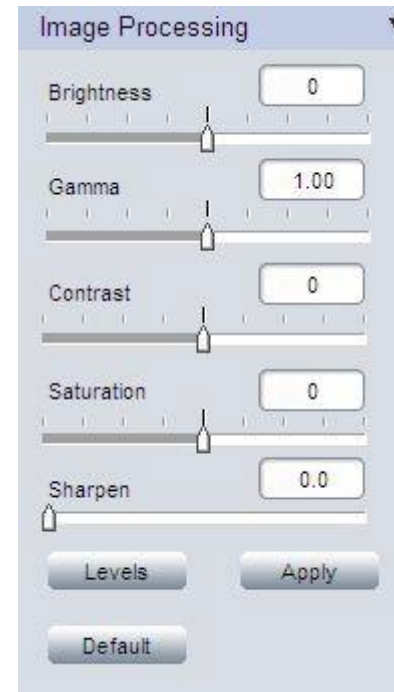 Image Processing
Brightness 0
Gamma 1.00
Contrast 0
Saturation 0
Sharpen 0.0
Levels Apply
Default